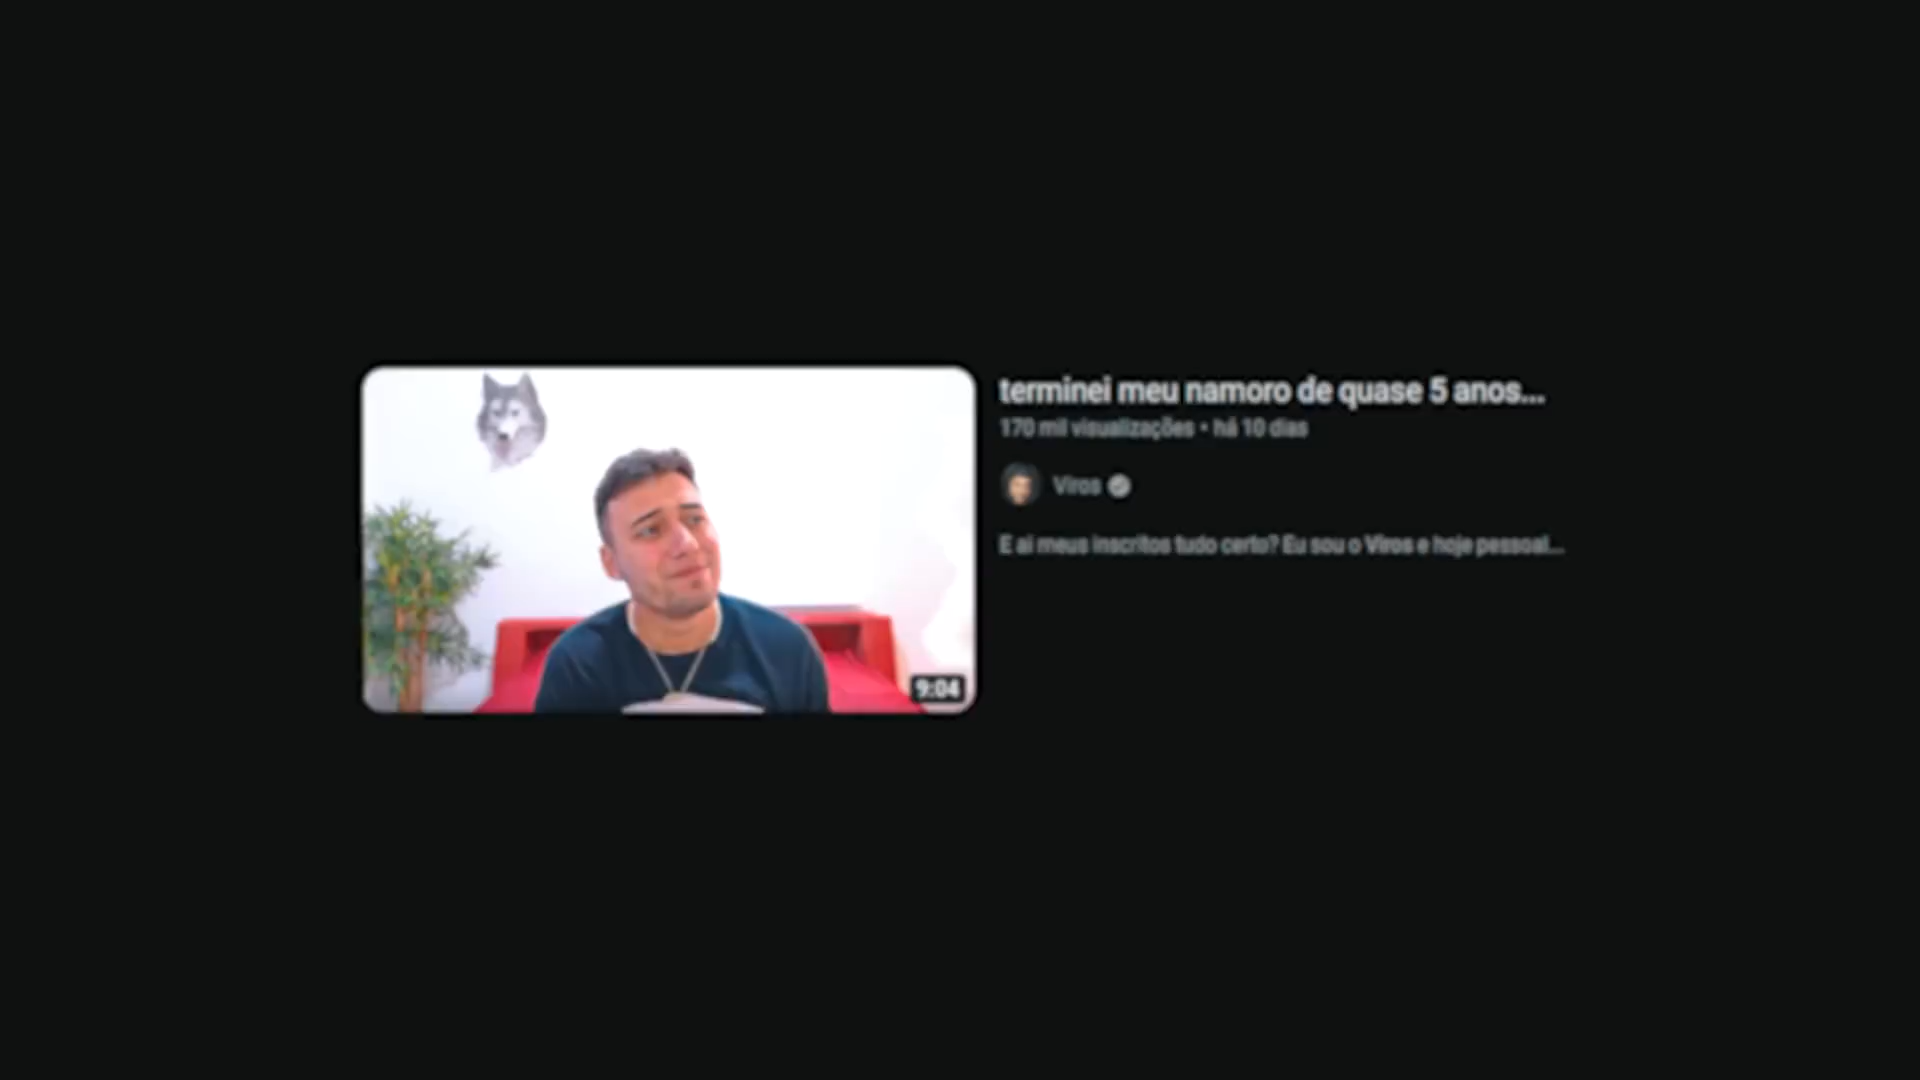 terminei meu namoro de quase 5 anos...
170 mil visualizações • há 10 dias
Viros
E ai meus inscritos tudo certo? Eu sou o Viros e hoje pessoal...
9:04